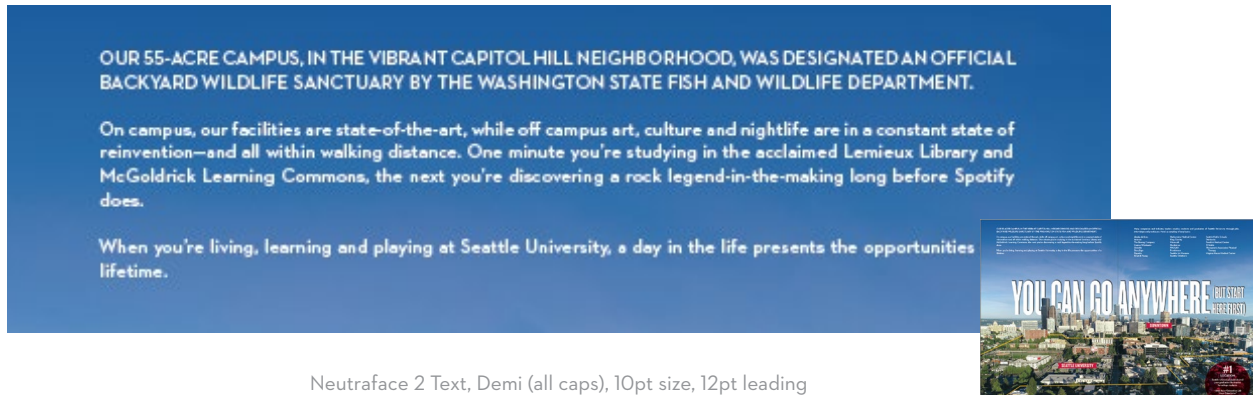 OUR 55-ACRE CAMPUS, IN THE VIBRANT CAPITOL HILL NEIGHBORHOOD, WAS DESIGNATED AN OFFICIAL
BACKYARD WILDLIFE SANCTUARY BY THE WASHINGTON STATE FISH AND WILDLIFE DEPARTMENT.
On campus, our facilities are state-of-the-art, while off campus art, culture and nightlife are in a constant state of
reinvention—and all within walking distance. One minute you're studying in the acclaimed Lemieux Library and
McGoldrick Learning Commons, the next you're discovering a rock legend-in-the-making long before Spotify
does.
When you're living, learning and playing at Seattle University, a day in the life presents the opportunities
lifetime.
YOU CAN GO ANYWHERE (BUT START
HERE FIRST)
DOWNTOWN
SEATTLE UNIVERSITY
#1
Neutraface 2 Text, Demi (all caps), 10pt size, 12pt leading